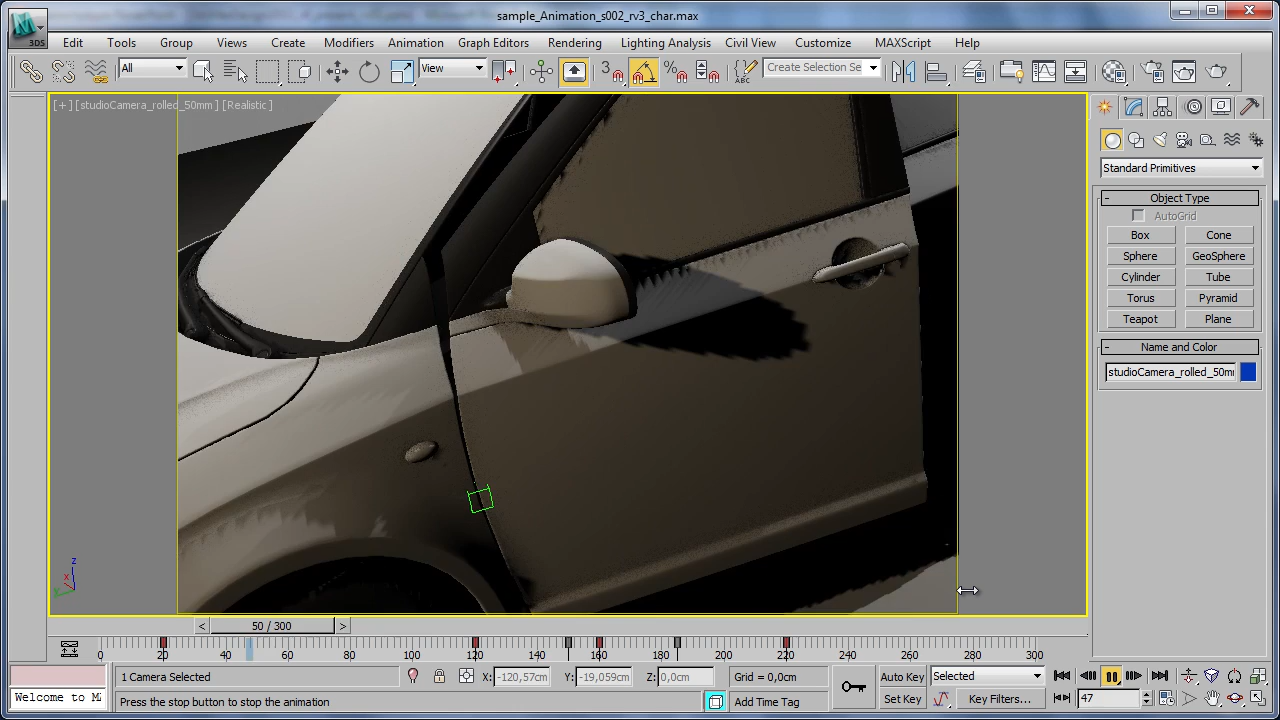 sample_Animation_s002_rv3_char.max
3DS
Edit Tools Group Views Create Modifiers Animation Graph Editors Rendering Lighting Analysis Civil View Customize MAXScript Help
All View 3 % ABC Create Selection Se
[+] [studioCamera_rolled_50mm] [Realistic]
Standard Primitives
- Object Type
AutoGrid
Box Cone
Sphere GeoSphere
Cylinder Tube
Torus Pyramid
Teapot Plane
- Name and Color
studioCamera_rolled_50m
z
x
y
< 50 / 300 >
0 20 40 60 80 100 120 140 160 180 200 220 240 260 280 300
1 Camera Selected X: -120,57cm Y: -19,059cm Z: 0,0cm Grid = 0,0cm Auto Key Selected
Welcome to M Press the stop button to stop the animation Add Time Tag Set Key Key Filters... 47